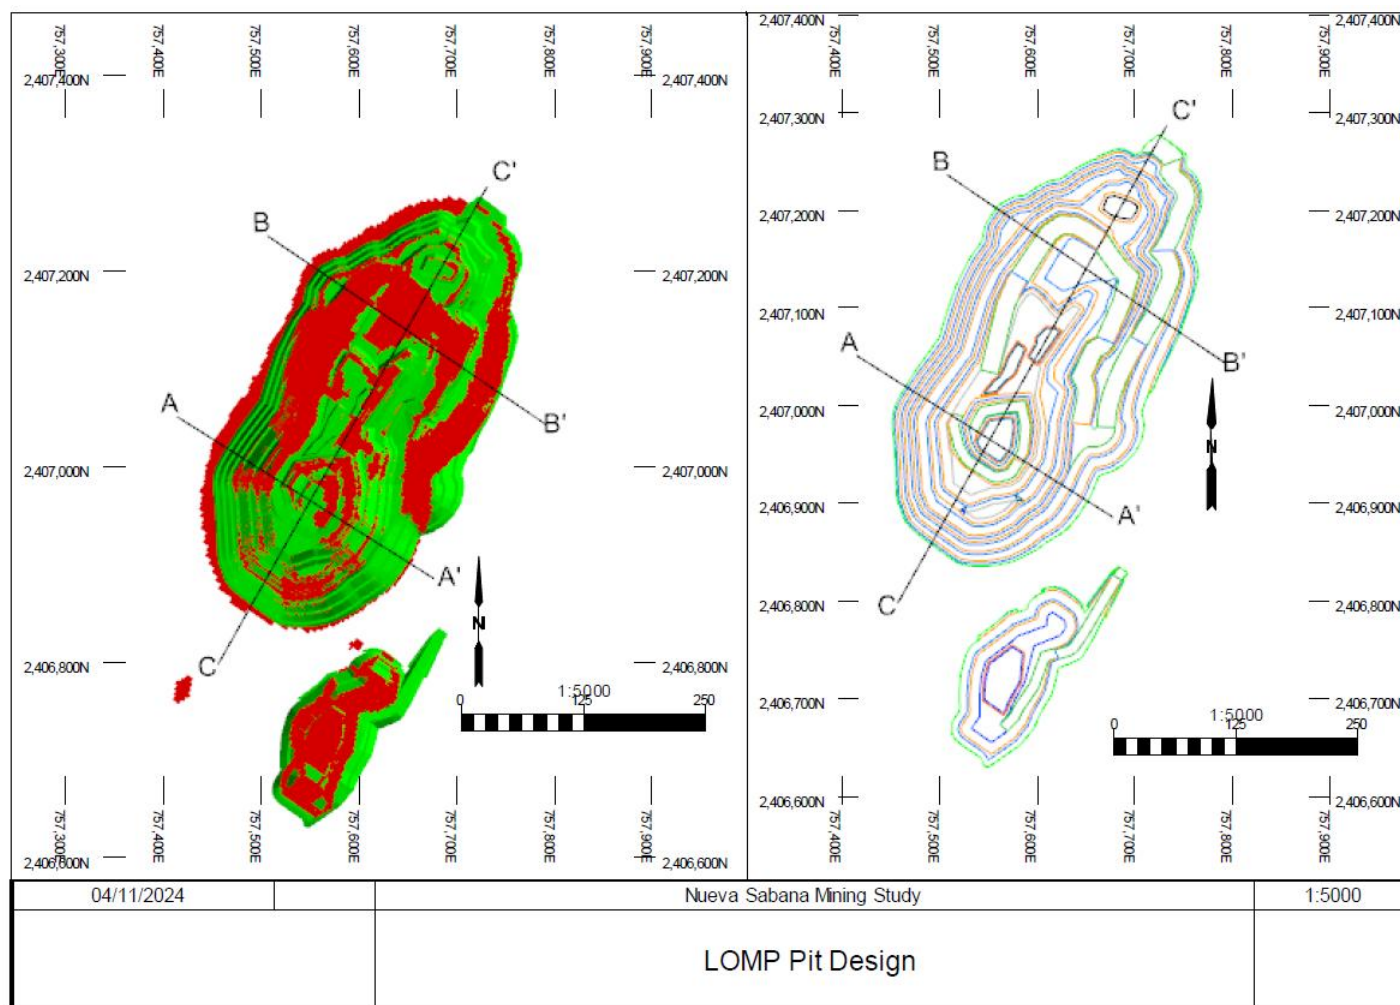 757,300E 757,400E 757,500E 757,600E 757,700E 757,800E 757,900E
2,407,400N 2,407,400N
C'
B
2,407,200N 2,407,200N
A
B'
2,407,000N 2,407,000N
A'
N
C
2,406,800N 2,406,800N
1:5000
0 125 250
757,300E 757,400E 757,500E 757,600E 757,700E 757,800E 757,900E
2,406,600N 2,406,600N
2,407,400N 2,407,400N
757,400E 757,500E 757,600E 757,700E 757,800E 757,900E
2,407,300N 2,407,300N
C'
B
2,407,200N 2,407,200N
2,407,100N 2,407,100N
A
B'
2,407,000N 2,407,000N
N
2,406,900N 2,406,900N
A'
C
2,406,800N 2,406,800N
2,406,700N 2,406,700N
1:5000
0 125 250
2,406,600N 2,406,600N
757,400E 757,500E 757,600E 757,700E 757,800E 757,900E
04/11/2024 Nueva Sabana Mining Study 1:5000
LOMP Pit Design